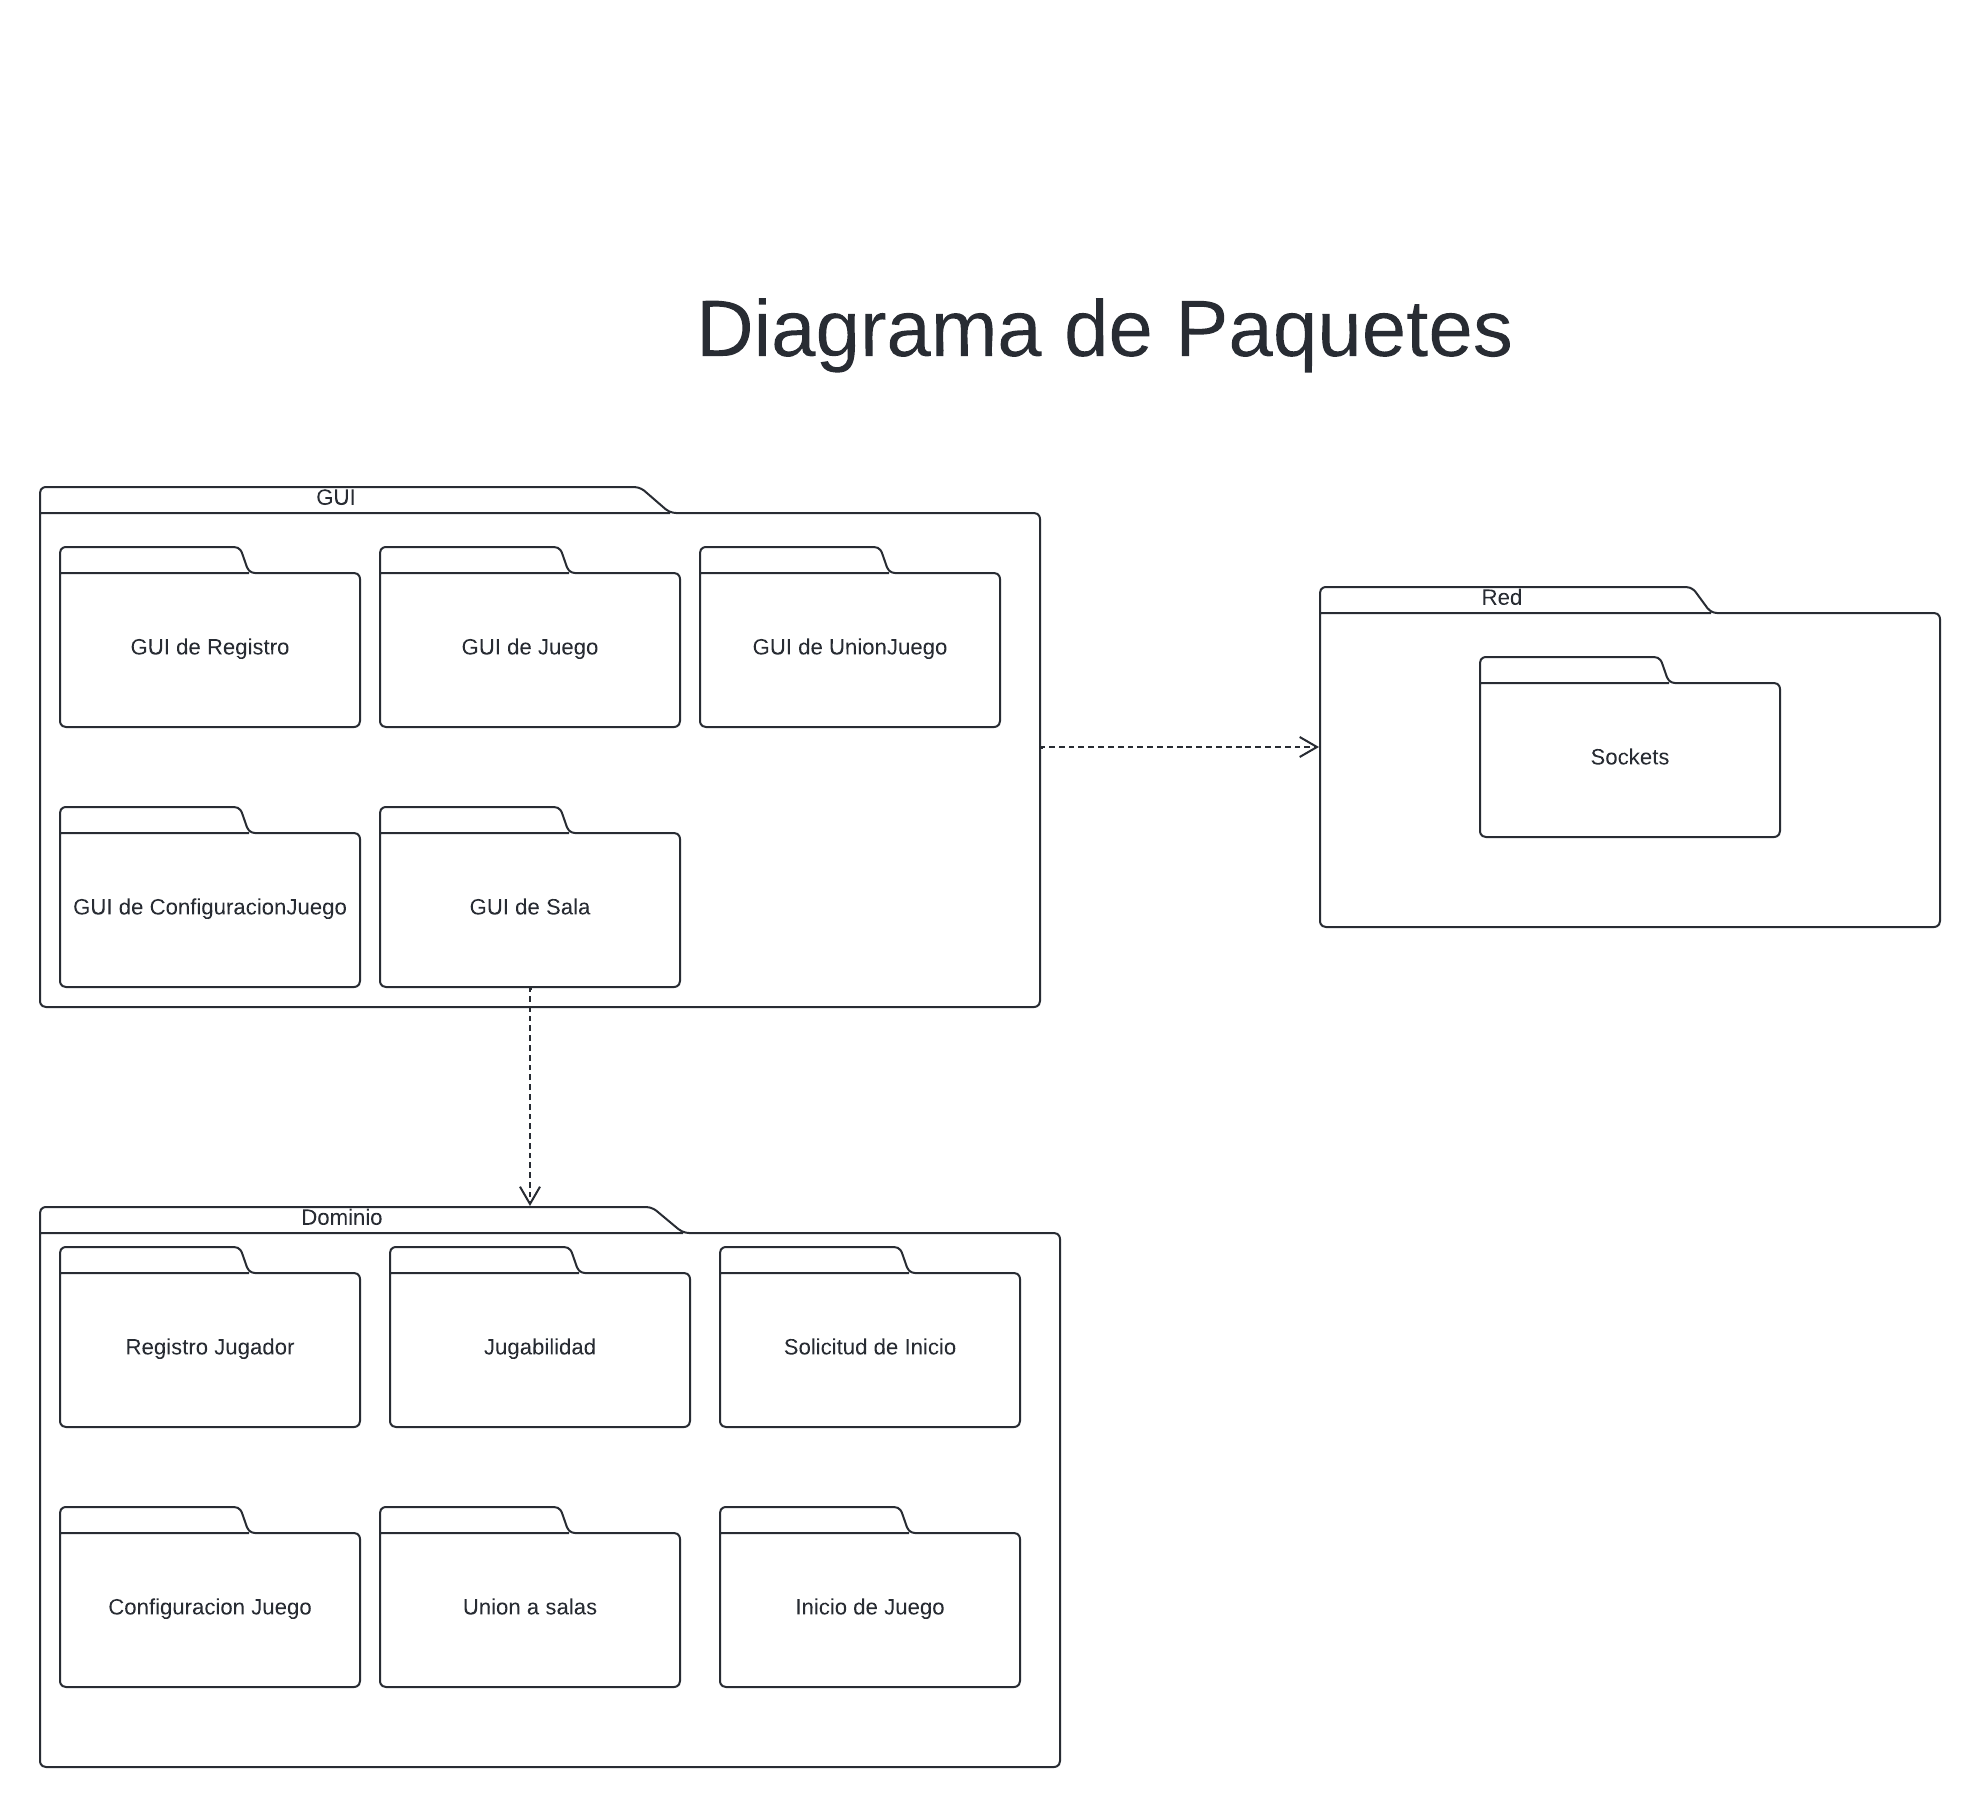 Diagrama de Paquetes
GUI
GUI de Registro
GUI de Juego
GUI de UnionJuego
GUI de ConfiguracionJuego
GUI de Sala
Red
Sockets
Dominio
Registro Jugador
Jugabilidad
Solicitud de Inicio
Configuracion Juego
Union a salas
Inicio de Juego